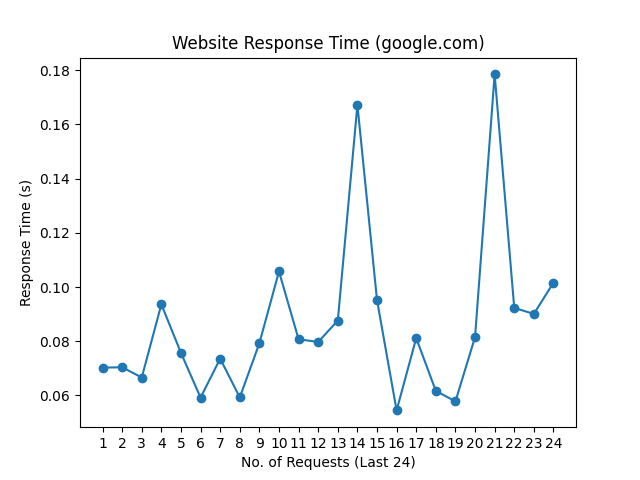 Website Response Time (google.com)
0.18
0.16
0.14
0.12
0.10
0.08
0.06
Response Time (s)
1 2 3 4 5 6 7 8 9 10 11 12 13 14 15 16 17 18 19 20 21 22 23 24
No. of Requests (Last 24)